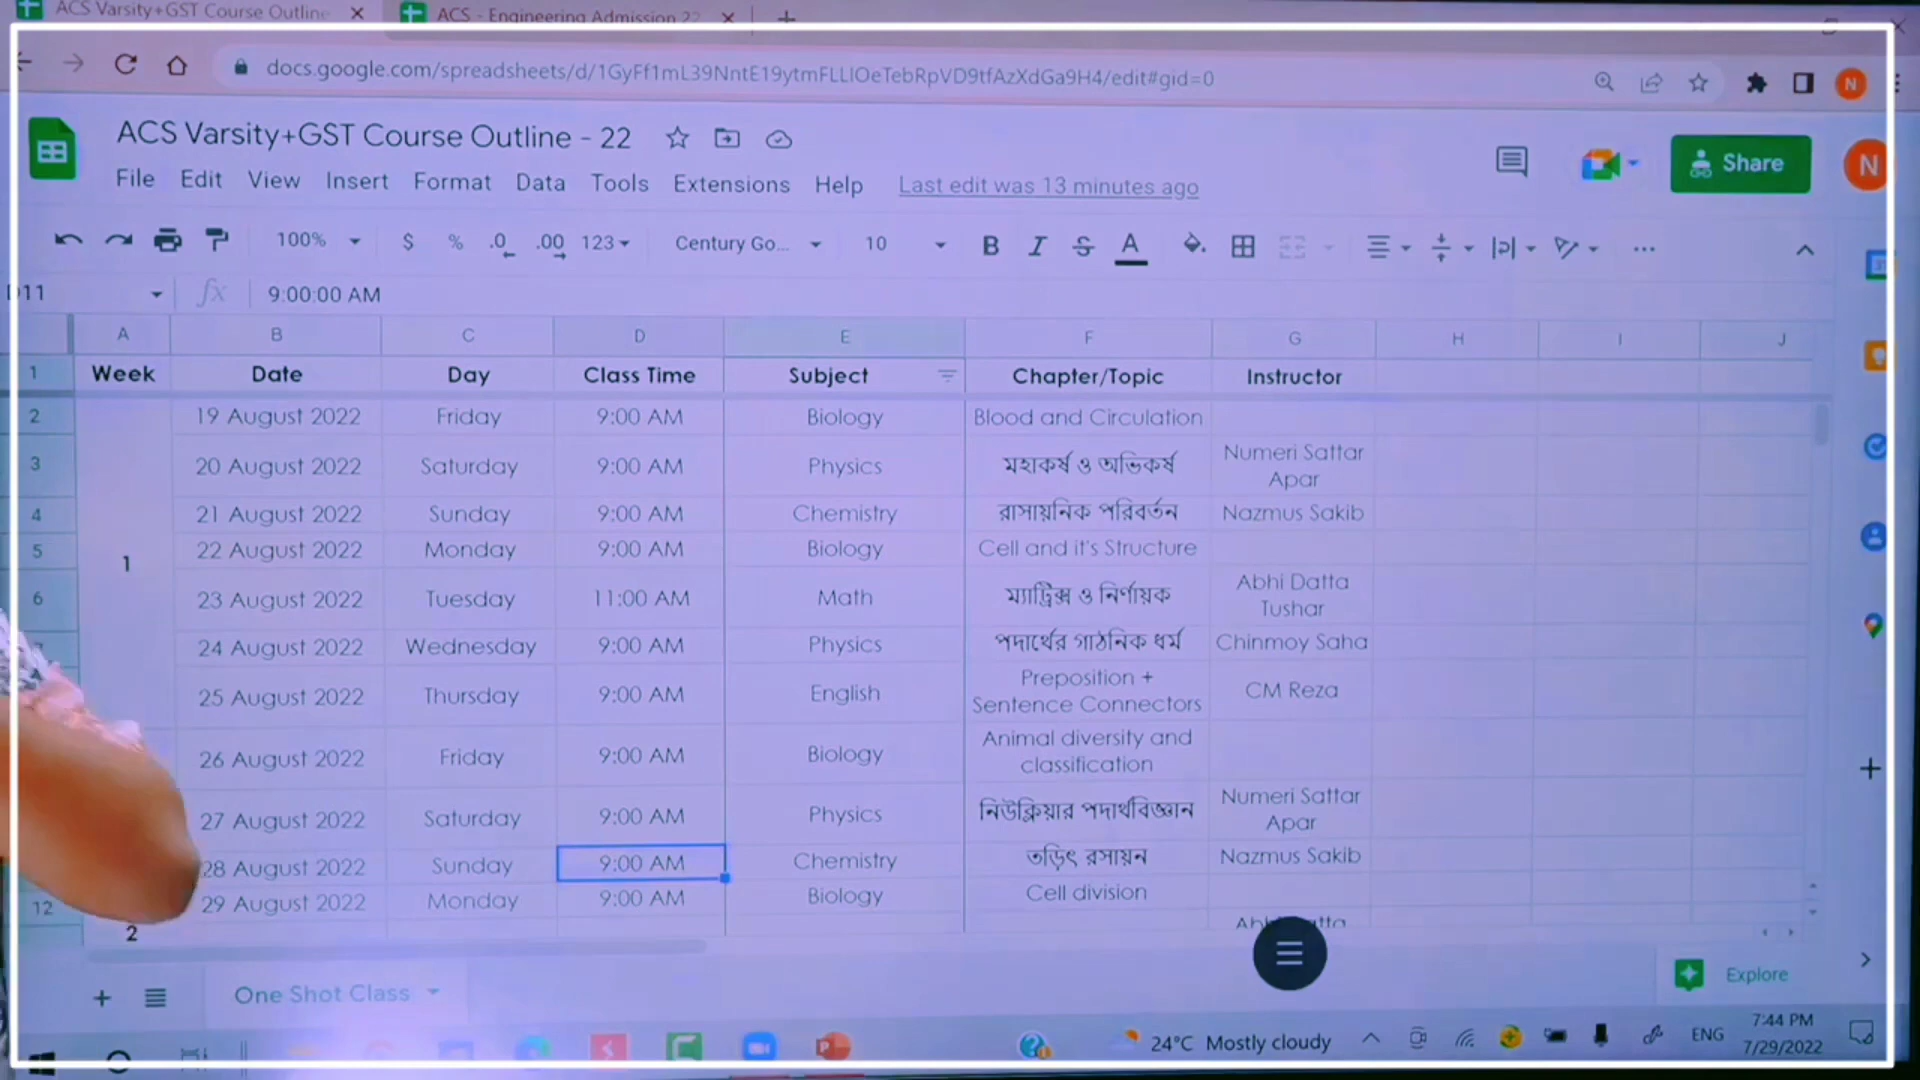 ACS Varsity+GST Course Outline
ACS - Engineering Admission 22
docs.google.com/spreadsheets/d/1GyFf1mL39NntE19ytmFLLlOeTebRpVD9tfAzXdGa9H4/edit#gid=0
N
ACS Varsity+GST Course Outline - 22
Share
N
File Edit View Insert Format Data Tools Extensions Help Last edit was 13 minutes ago
100% $ % .0 .00 123 Century Go... 10 B I S A ...
D11 fx 9:00:00 AM
A B C D E F G H I J
1 Week Date Day Class Time Subject Chapter/Topic Instructor
2 19 August 2022 Friday 9:00 AM Biology Blood and Circulation
3 20 August 2022 Saturday 9:00 AM Physics মহাকর্ষ ও অভিকর্ষ Numeri Sattar Apar
4 21 August 2022 Sunday 9:00 AM Chemistry রাসায়নিক পরিবর্তন Nazmus Sakib
5 22 August 2022 Monday 9:00 AM Biology Cell and it's Structure
1
6 23 August 2022 Tuesday 11:00 AM Math ম্যাট্রিক্স ও নির্ণায়ক Abhi Datta Tushar
24 August 2022 Wednesday 9:00 AM Physics পদার্থের গাঠনিক ধর্ম Chinmoy Saha
25 August 2022 Thursday 9:00 AM English Preposition + Sentence Connectors CM Reza
26 August 2022 Friday 9:00 AM Biology Animal diversity and classification
27 August 2022 Saturday 9:00 AM Physics নিউক্লিয়ার পদার্থবিজ্ঞান Numeri Sattar Apar
28 August 2022 Sunday 9:00 AM Chemistry তড়িৎ রসায়ন Nazmus Sakib
12 29 August 2022 Monday 9:00 AM Biology Cell division
2
One Shot Class
Explore
24°C Mostly cloudy
ENG
7:44 PM
7/29/2022